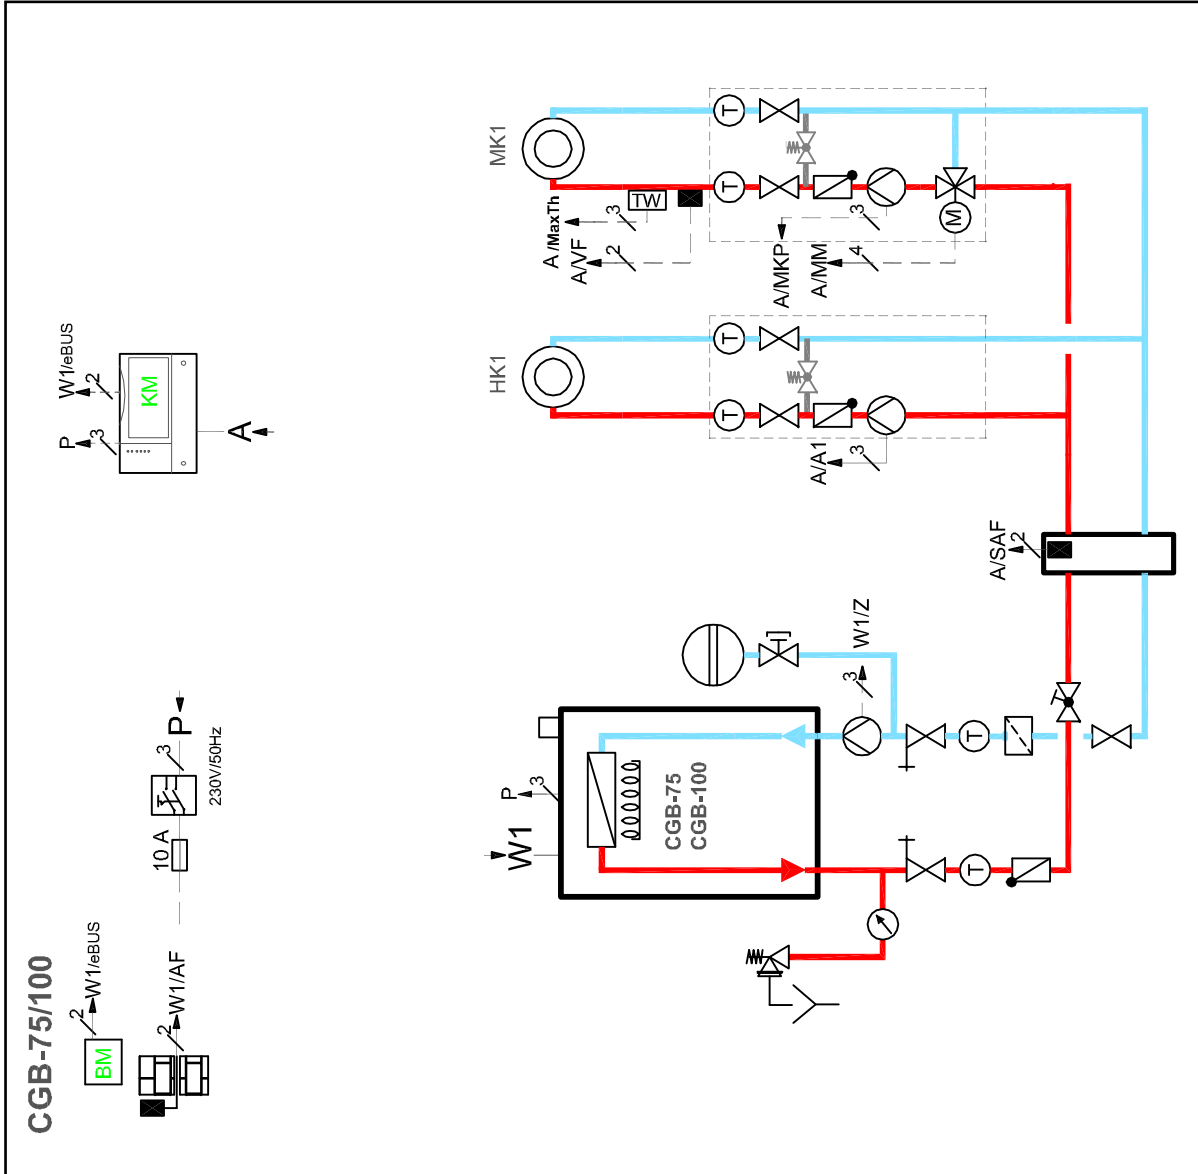 CGB-75/100
BM
2
W1/eBUS
2
W1/AF
10 A
3
P
230V/50Hz
P
3
W1/eBUS
2
KM
A
W1
P
3
CGB-75
CGB-100
3
W1/Z
T
T
A/SAF
2
HK1
T
T
A/A1
3
MK1
T
T
TW
A/MaxTh
3
A/VF
2
A/MKP
3
A/MM
4
M